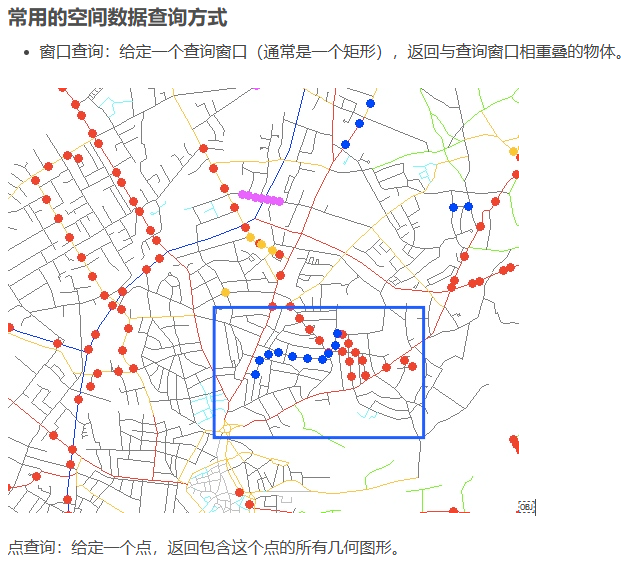 常用的空间数据查询方式
• 窗口查询：给定一个查询窗口（通常是一个矩形），返回与查询窗口相重叠的物体。
OBJ
点查询：给定一个点，返回包含这个点的所有几何图形。